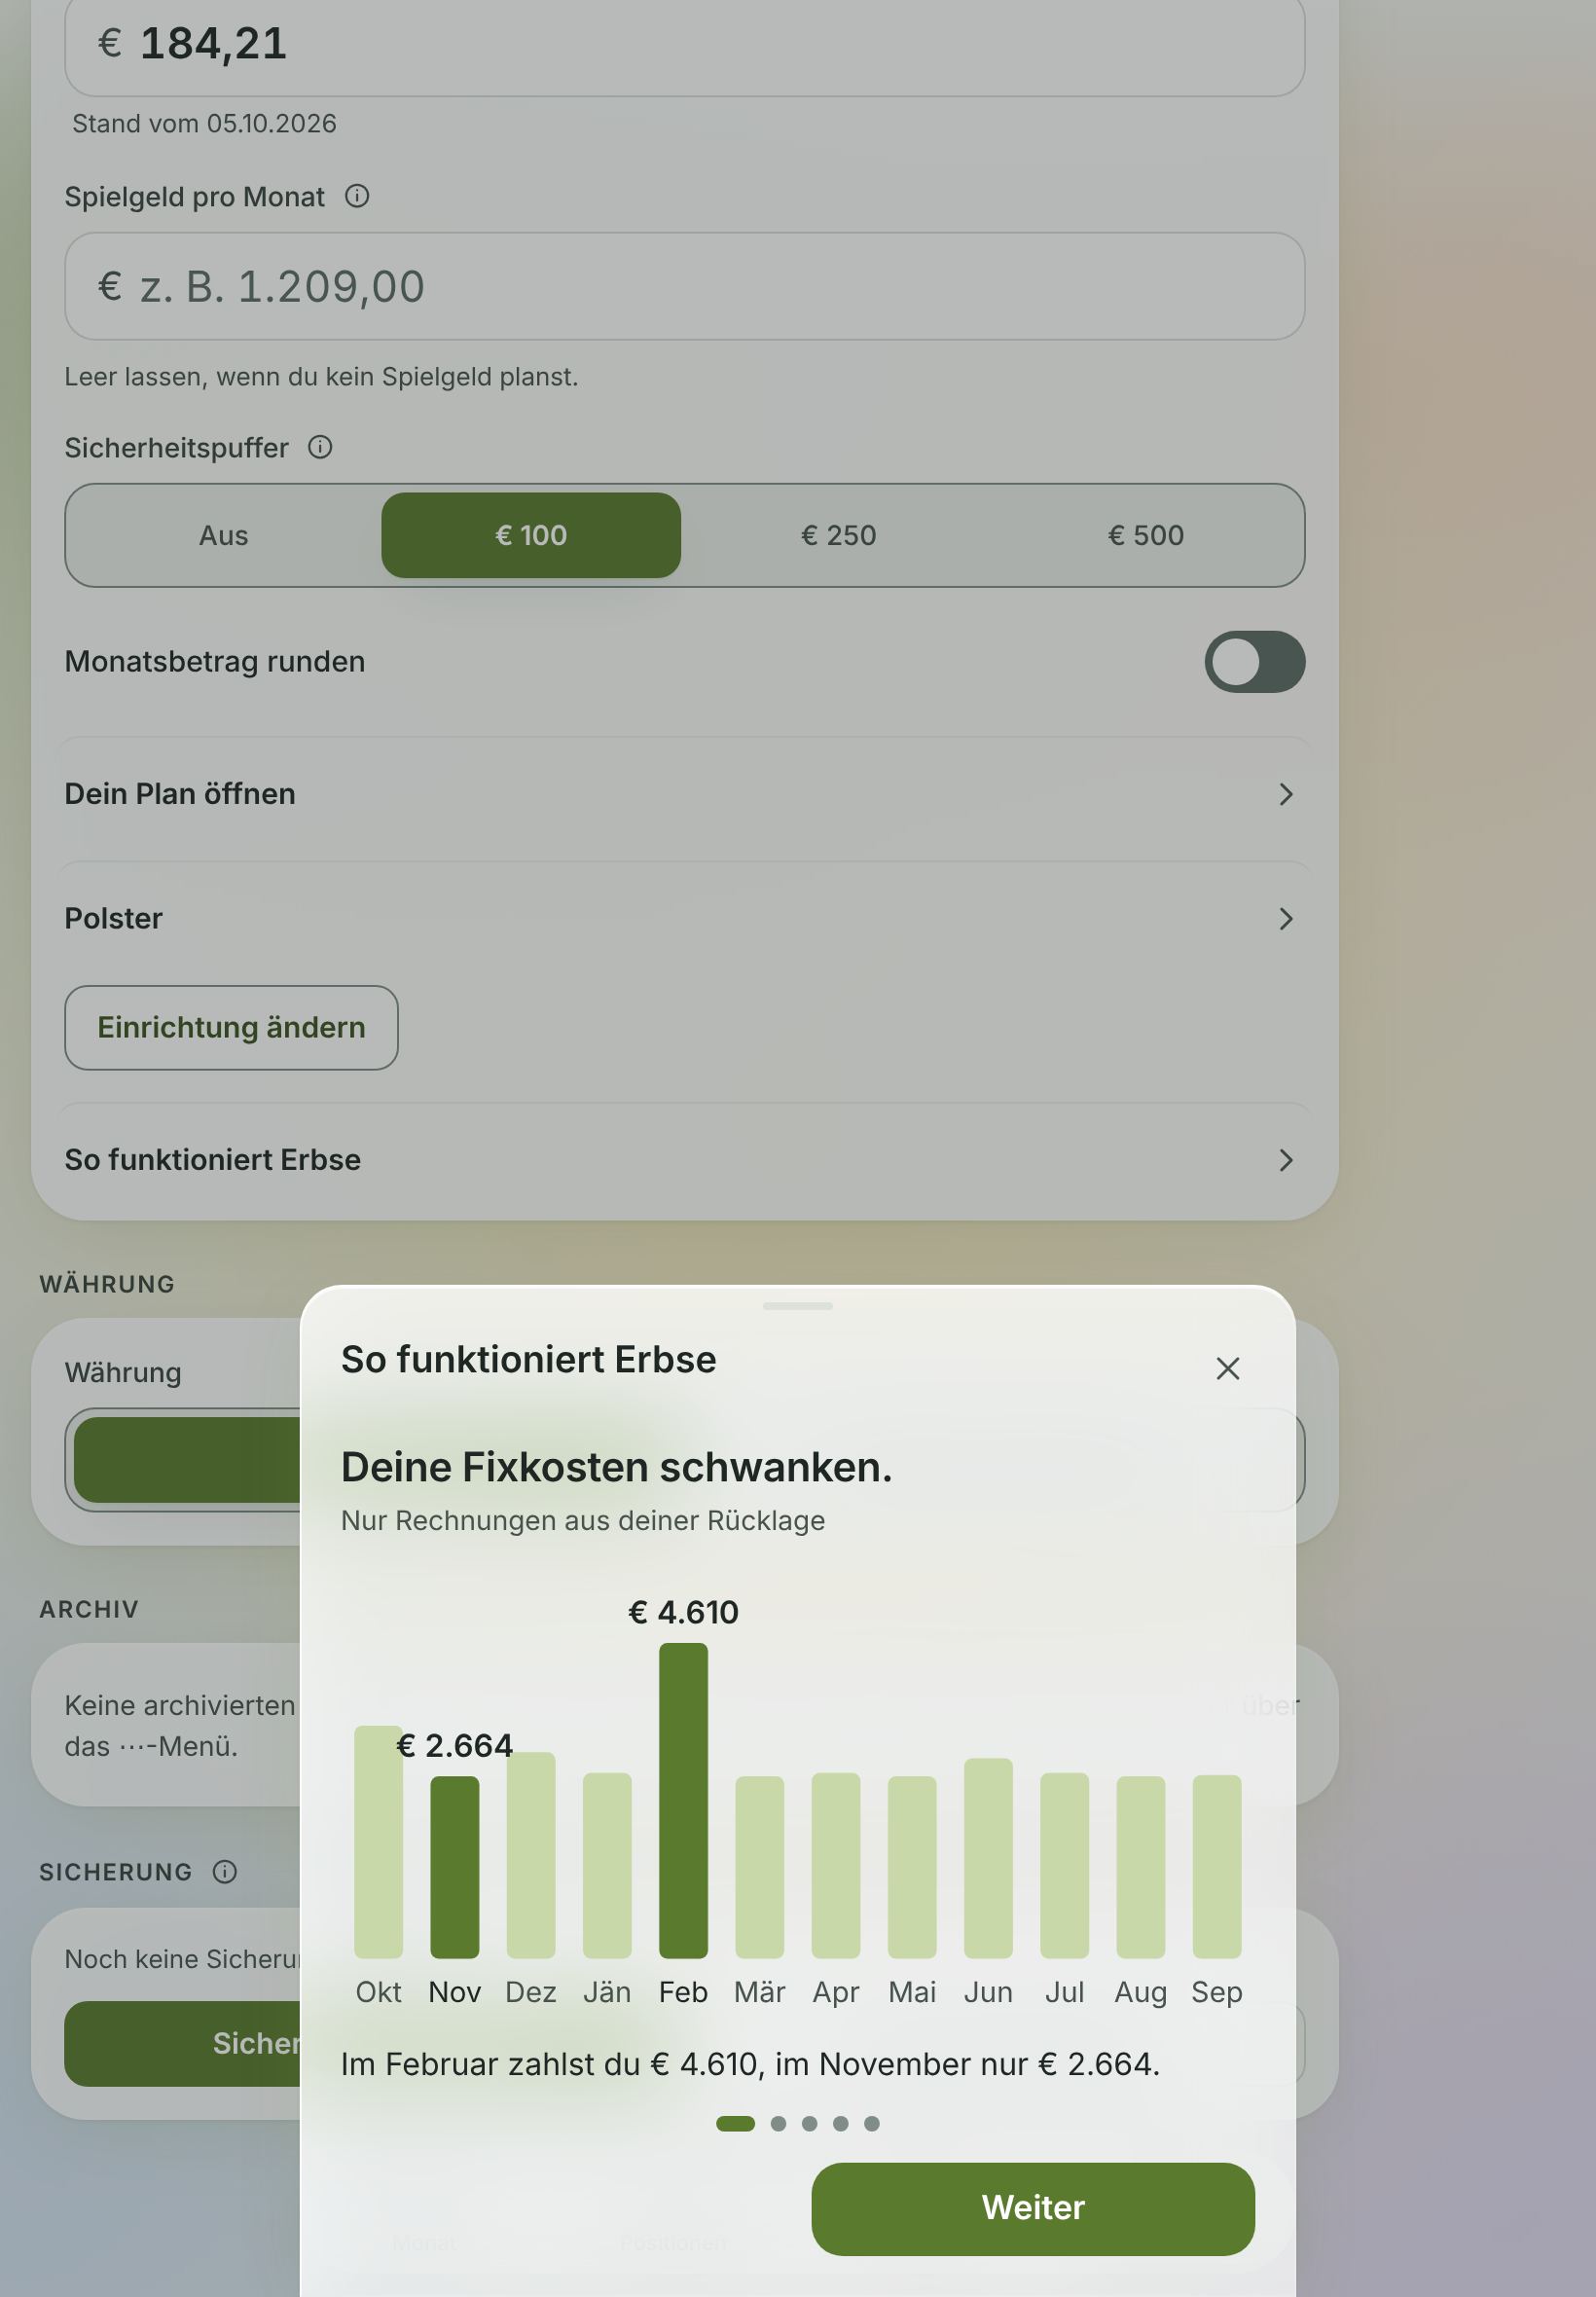 € 184,21
Stand vom 05.10.2026
Spielgeld pro Monat
€ z. B. 1.209,00
Leer lassen, wenn du kein Spielgeld planst.
Sicherheitspuffer
Aus € 100 € 250 € 500
Monatsbetrag runden
Dein Plan öffnen
Polster
Einrichtung ändern
So funktioniert Erbse
WÄHRUNG
Währung
ARCHIV
Keine archivierten
über
das ···-Menü.
SICHERUNG
Noch keine
Sicher
So funktioniert Erbse
Deine Fixkosten schwanken.
Nur Rechnungen aus deiner Rücklage
€ 4.610
€ 2.664
Okt Nov Dez Jän Feb Mär Apr Mai Jun Jul Aug Sep
Im Februar zahlst du € 4.610, im November nur € 2.664.
Weiter
Monat Positionen